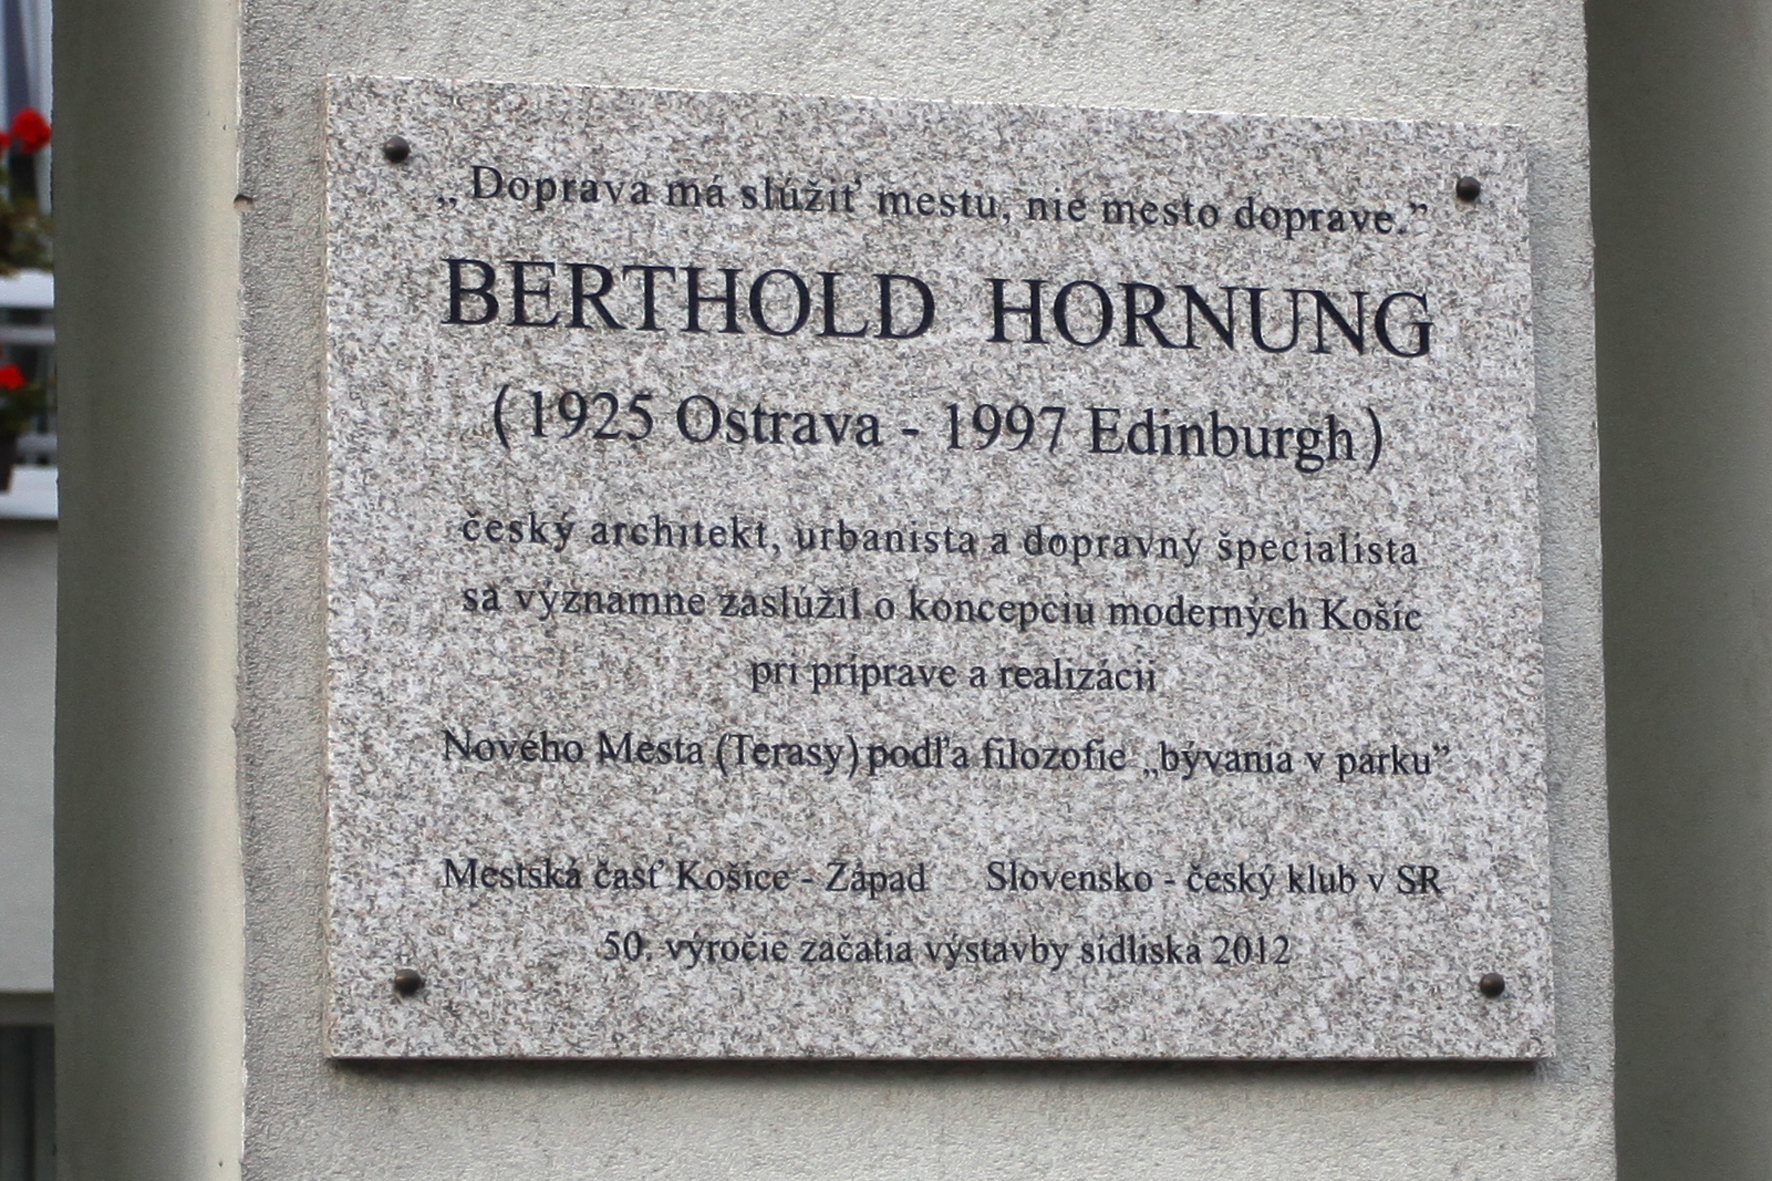 „Doprava má slúžiť mestu, nie mesto doprave.”
BERTHOLD HORNUNG
(1925 Ostrava - 1997 Edinburgh)
český architekt, urbanista a dopravný špecialista
sa významne zaslúžil o koncepciu moderných Košíc
pri príprave a realizácii
Nového Mesta (Terasy) podľa filozofie „bývania v parku”
Mestská časť Košice - Západ Slovensko - český klub v SR
50. výročie začatia výstavby sídliska 2012